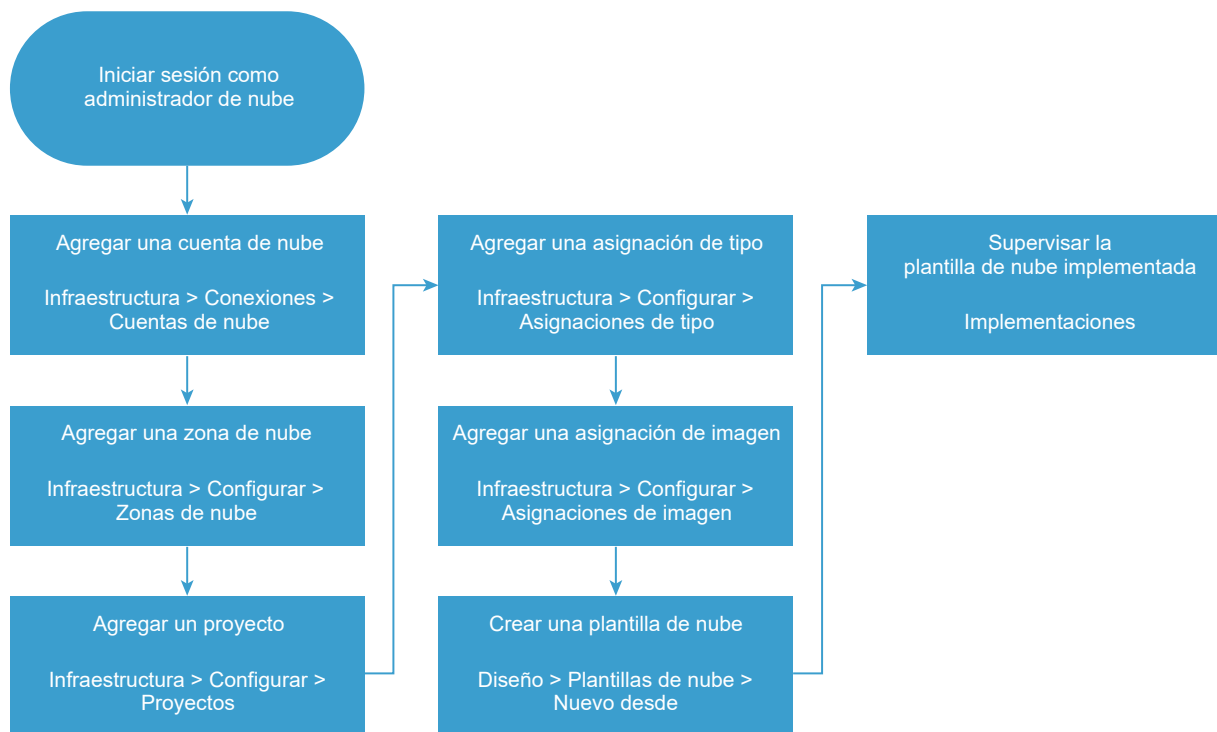 Iniciar sesión como
administrador de nube
Agregar una cuenta de nube
Infraestructura > Conexiones >
Cuentas de nube
Agregar una zona de nube
Infraestructura > Configurar >
Zonas de nube
Agregar un proyecto
Infraestructura > Configurar >
Proyectos
Agregar una asignación de tipo
Infraestructura > Configurar >
Asignaciones de tipo
Agregar una asignación de imagen
Infraestructura > Configurar >
Asignaciones de imagen
Crear una plantilla de nube
Diseño > Plantillas de nube >
Nuevo desde
Supervisar la
plantilla de nube implementada
Implementaciones